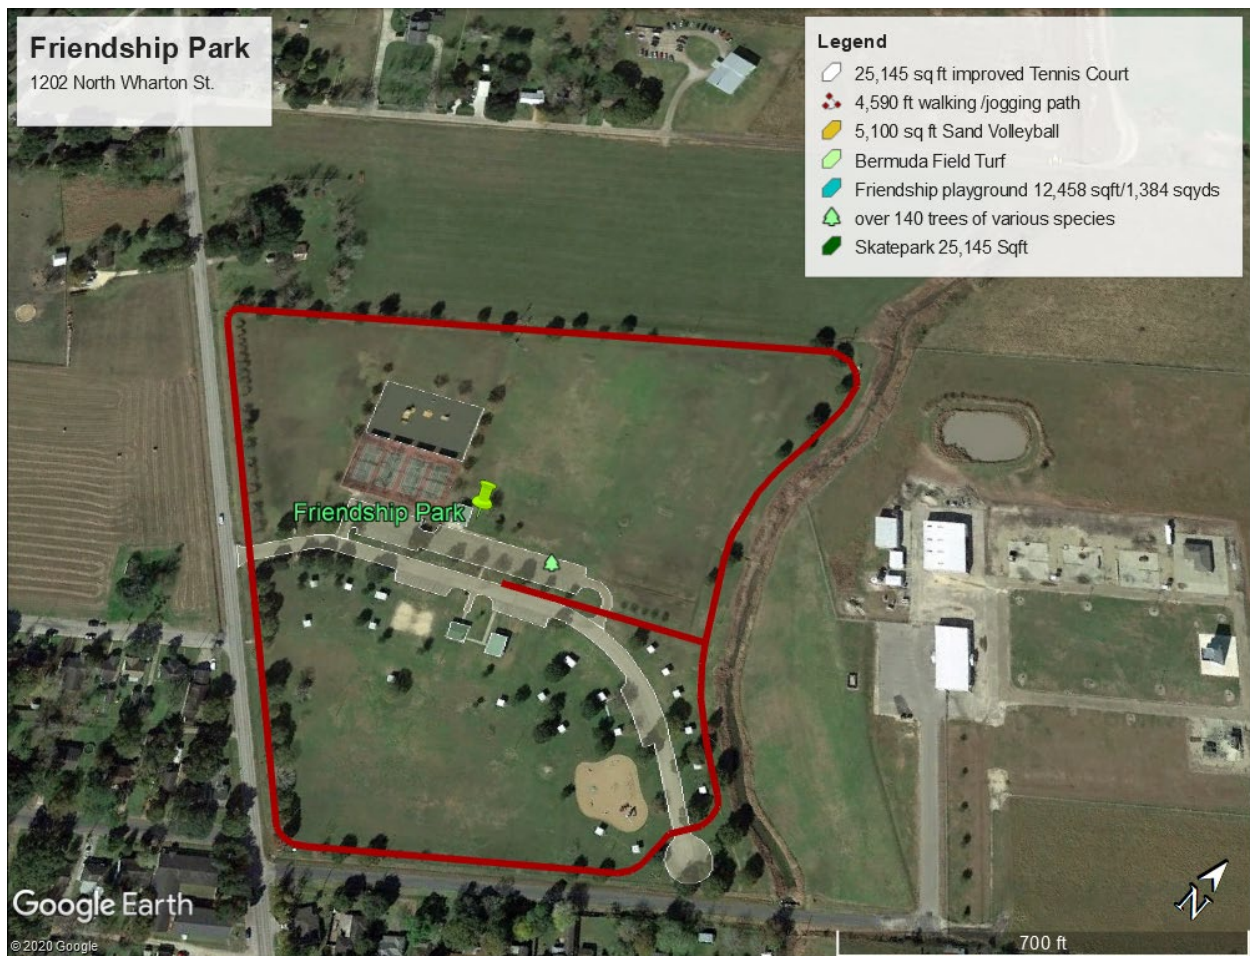 Friendship Park
1202 North Wharton St.
Legend
25,145 sq ft improved Tennis Court
4,590 ft walking /jogging path
5,100 sq ft Sand Volleyball
Bermuda Field Turf
Friendship playground 12,458 sqft/1,384 sqyds
over 140 trees of various species
Skatepark 25,145 Sqft
Friendship Park
Google Earth
© 2020 Google
N
700 ft